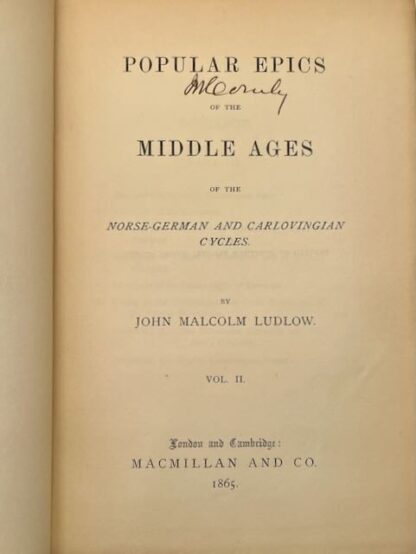 POPULAR EPICS
OF THE
MIDDLE AGES
OF THE
NORSE-GERMAN AND CARLOVINGIAN
CYCLES.
BY
JOHN MALCOLM LUDLOW.
VOL. II.
London and Cambridge:
MACMILLAN AND CO.
1865.